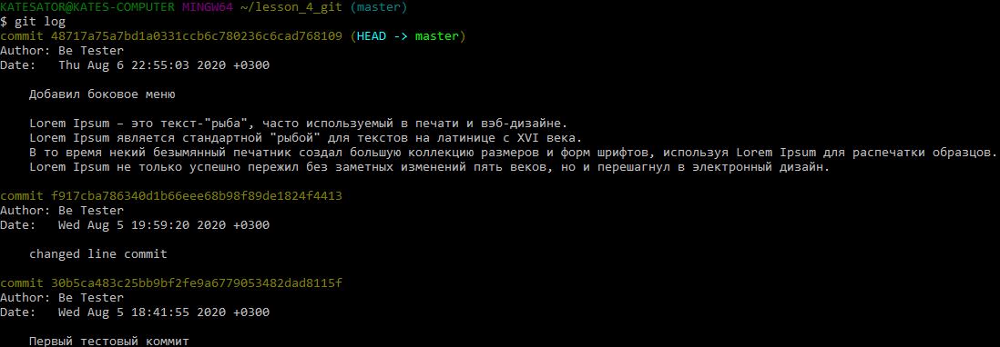 KATESATOR@KATES-COMPUTER MINGW64 ~/lesson_4_git (master)
$ git log
commit 48717a75a7bd1a0331ccb6c780236c6cad768109 (HEAD -> master)
Author: Be Tester
Date:   Thu Aug 6 22:55:03 2020 +0300
Добавил боковое меню
Lorem Ipsum – это текст-"рыба", часто используемый в печати и вэб-дизайне.
Lorem Ipsum является стандартной "рыбой" для текстов на латинице с XVI века.
В то время некий безымянный печатник создал большую коллекцию размеров и форм шрифтов, используя Lorem Ipsum для распечатки образцов.
Lorem Ipsum не только успешно пережил без заметных изменений пять веков, но и перешагнул в электронный дизайн.
commit f917cba786340d1b66eee68b98f89de1824f4413
Author: Be Tester
Date:   Wed Aug 5 19:59:20 2020 +0300
changed line commit
commit 30b5ca483c25bb9bf2fe9a6779053482dad8115f
Author: Be Tester
Date:   Wed Aug 5 18:41:55 2020 +0300
Первый тестовый коммит